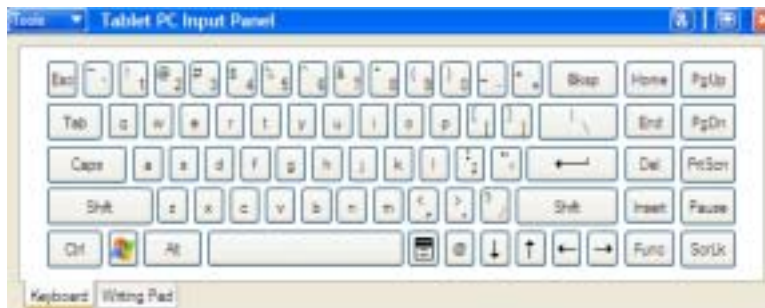 Tools Tablet PC Input Panel
Esc ~ ` ! 1 @ 2 # 3 $ 4 % 5 ^ 6 & 7 * 8 ( 9 ) 0 _ - + = Bksp Home PgUp
Tab q w e r t y u i o p { [ } ] | \ End PgDn
Caps a s d f g h j k l : ; " ' Del PrtScn
Shift z x c v b n m < , > . ? / Shift Insert Pause
Ctrl Alt @ ↓ ↑ ← → Func ScrLk
Keyboard Writing Pad